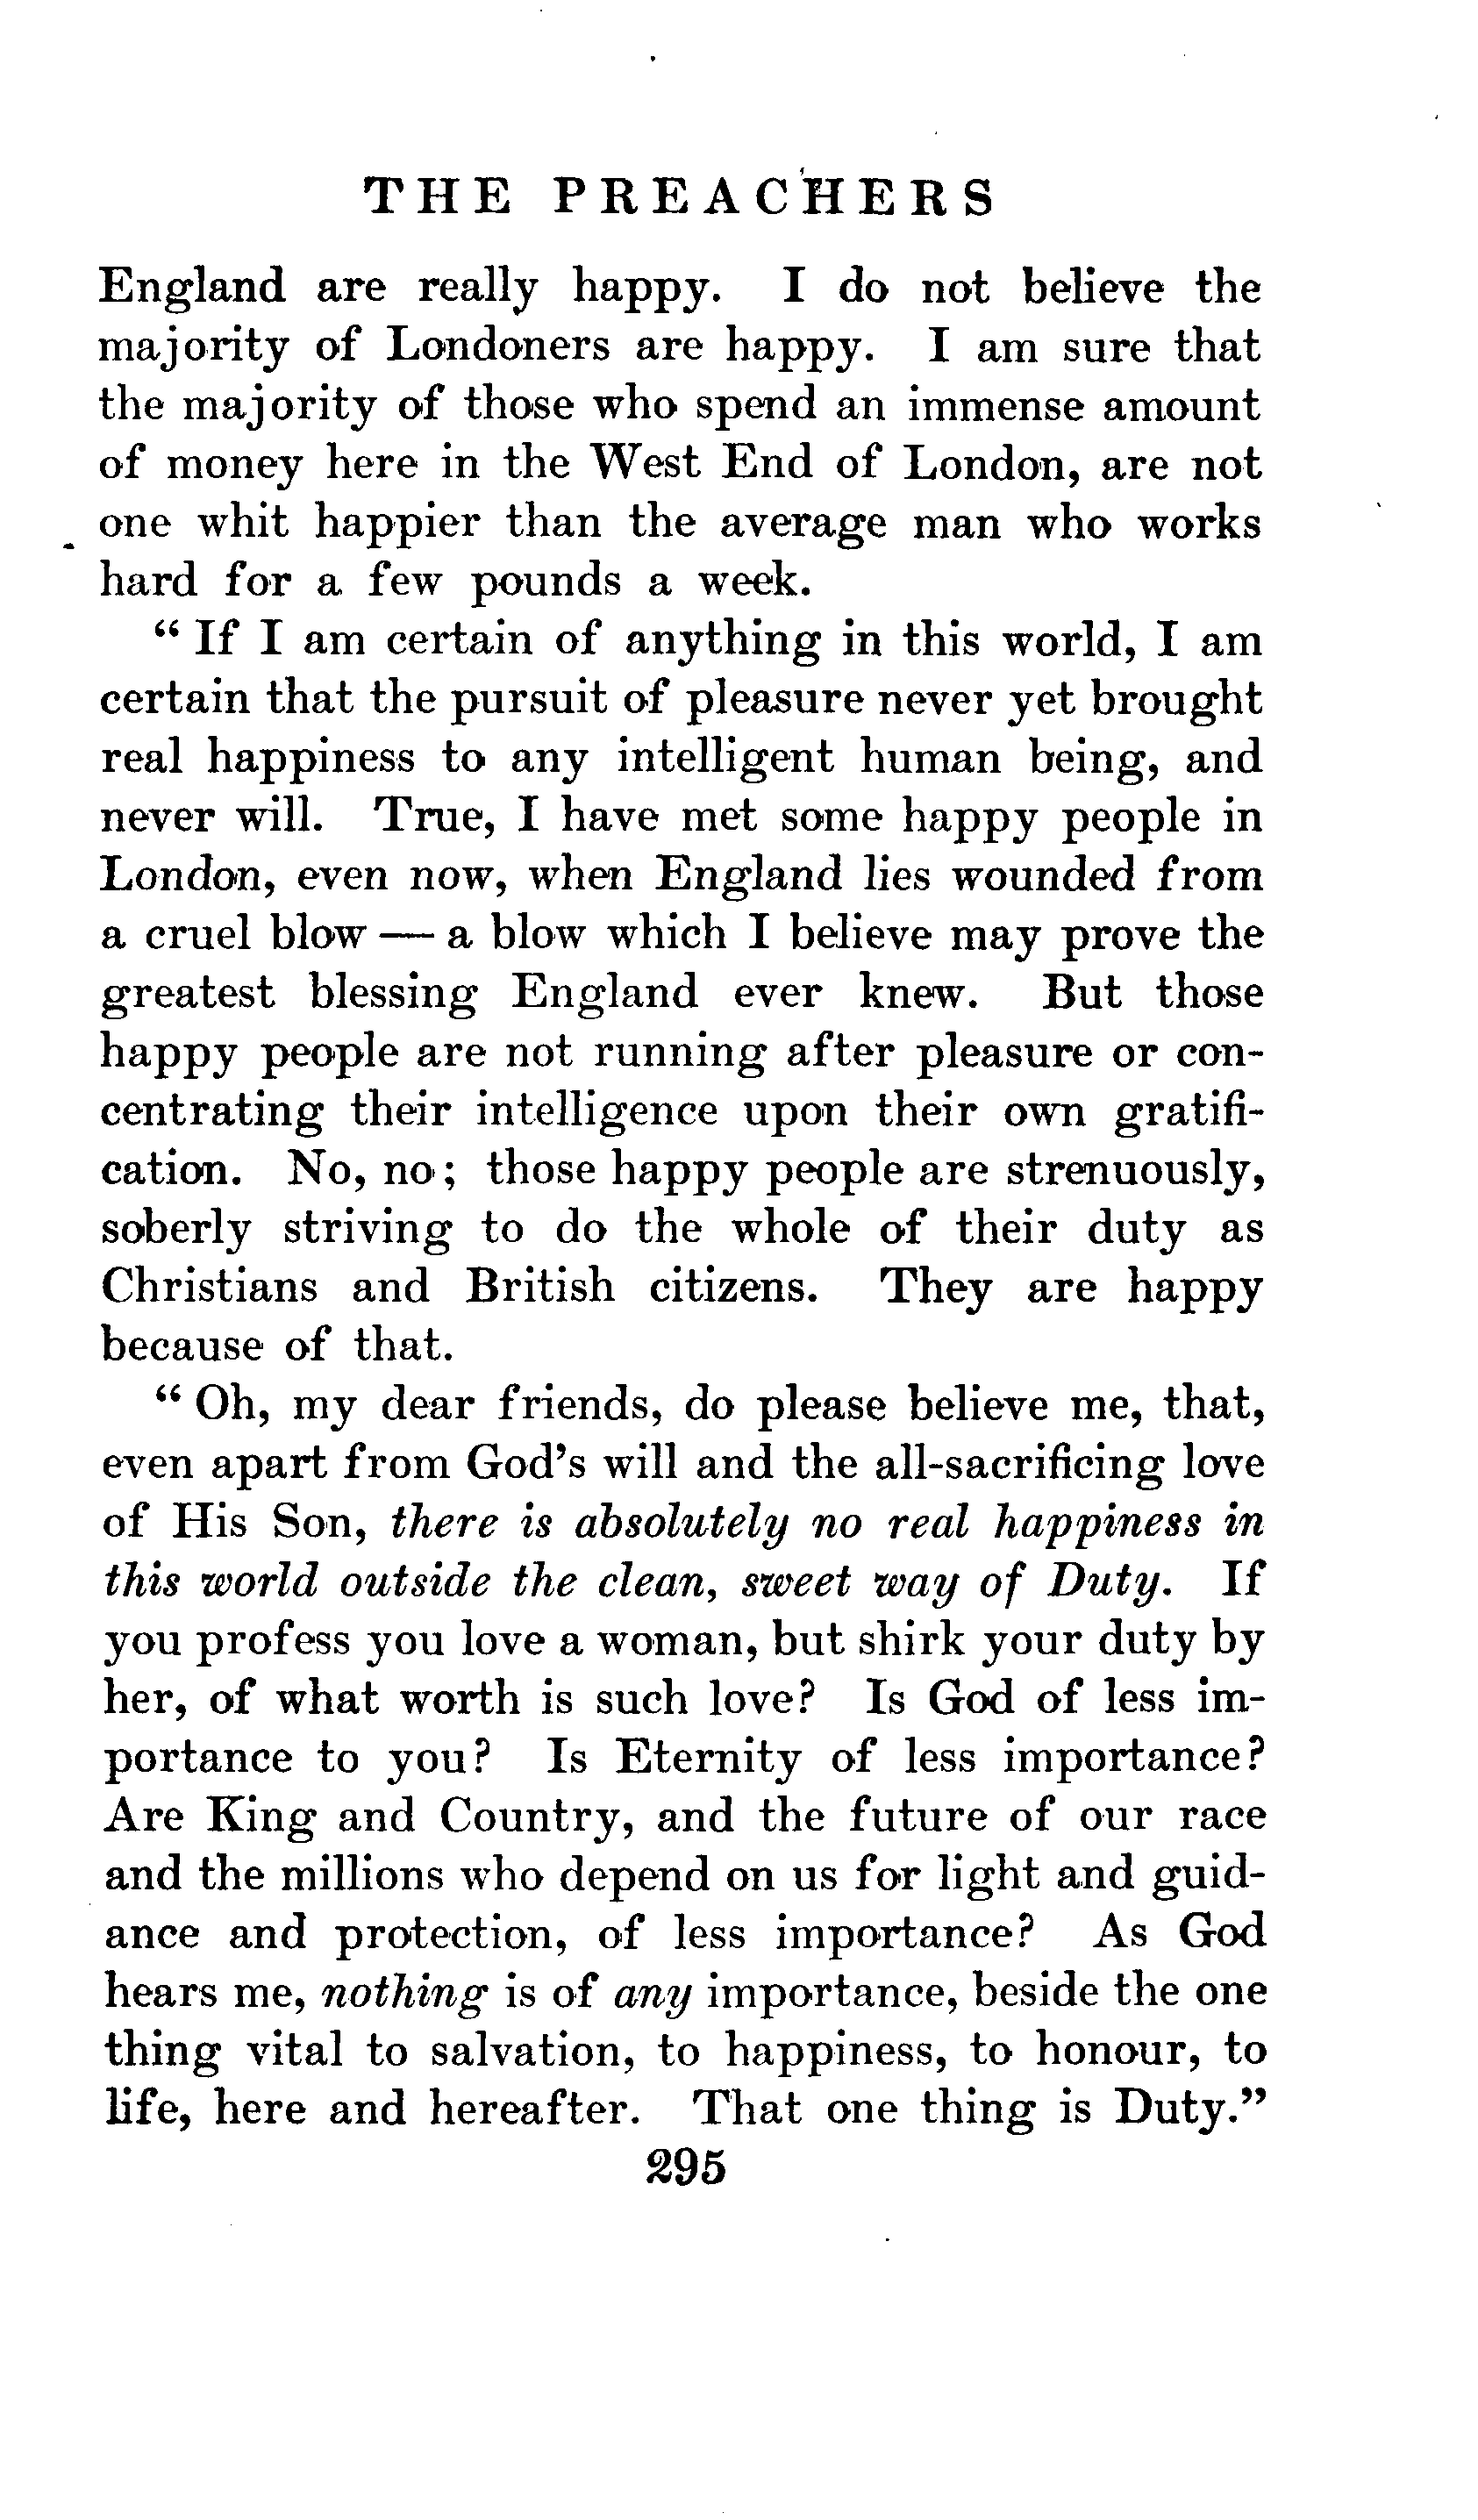 THE PREACHERS
England are really happy. I do not believe the
majority of Londoners are happy. I am sure that
the majority of those who spend an immense amount
of money here in the West End of London, are not
one whit happier than the average man who works
hard for a few pounds a week.
“ If I am certain of anything in this world, I am
certain that the pursuit of pleasure never yet brought
real happiness to any intelligent human being, and
never will. True, I have met some happy people in
London, even now, when England lies wounded from
a cruel blow — a blow which I believe may prove the
greatest blessing England ever knew. But those
happy people are not running after pleasure or con-
centrating their intelligence upon their own gratifi-
cation. No, no; those happy people are strenuously,
soberly striving to do the whole of their duty as
Christians and British citizens. They are happy
because of that.
“ Oh, my dear friends, do please believe me, that,
even apart from God’s will and the all-sacrificing love
of His Son, there is absolutely no real happiness in
this world outside the clean, sweet way of Duty. If
you profess you love a woman, but shirk your duty by
her, of what worth is such love? Is God of less im-
portance to you? Is Eternity of less importance?
Are King and Country, and the future of our race
and the millions who depend on us for light and guid-
ance and protection, of less importance? As God
hears me, nothing is of any importance, beside the one
thing vital to salvation, to happiness, to honour, to
life, here and hereafter. That one thing is Duty.”
295